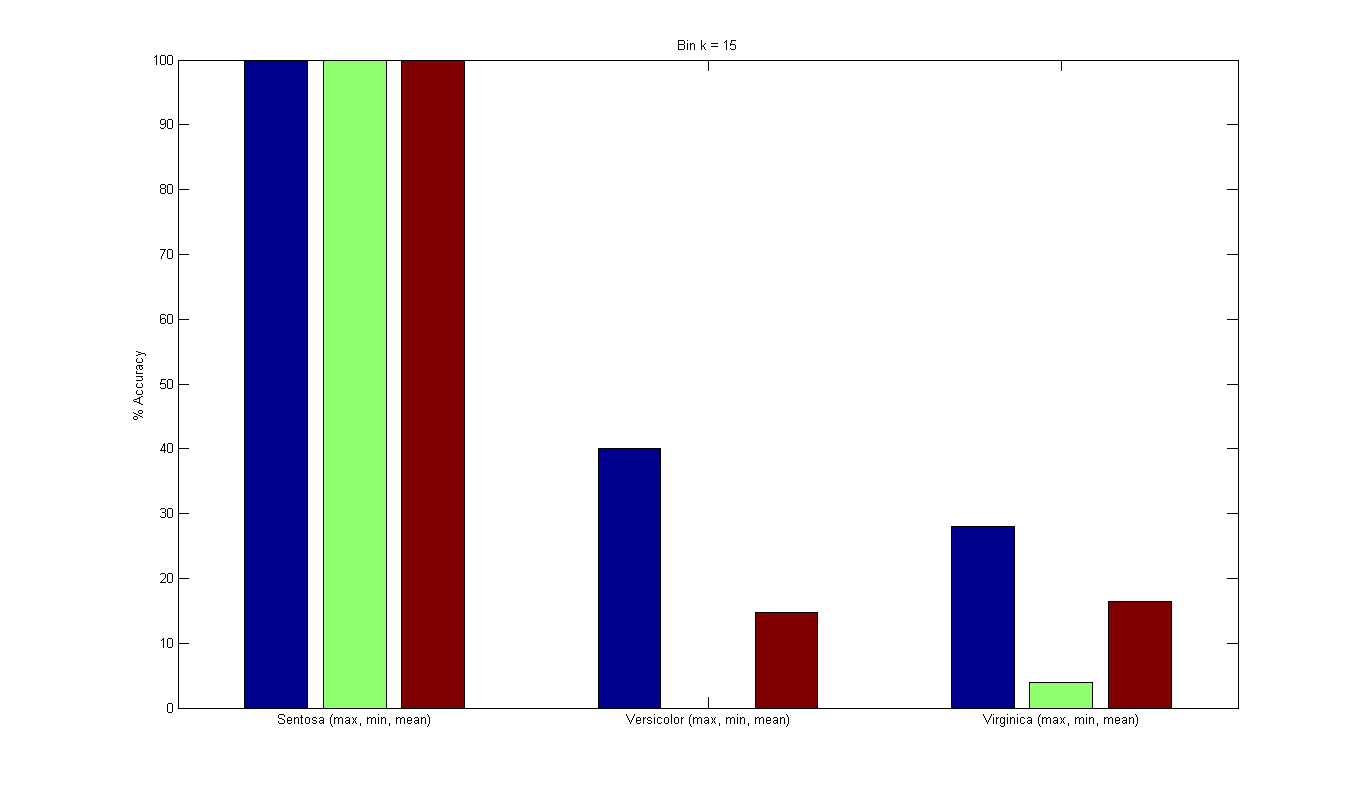 Bin k = 15
100
90
80
70
60
50
40
30
20
10
0
% Accuracy
Sentosa (max, min, mean)
Versicolor (max, min, mean)
Virginica (max, min, mean)